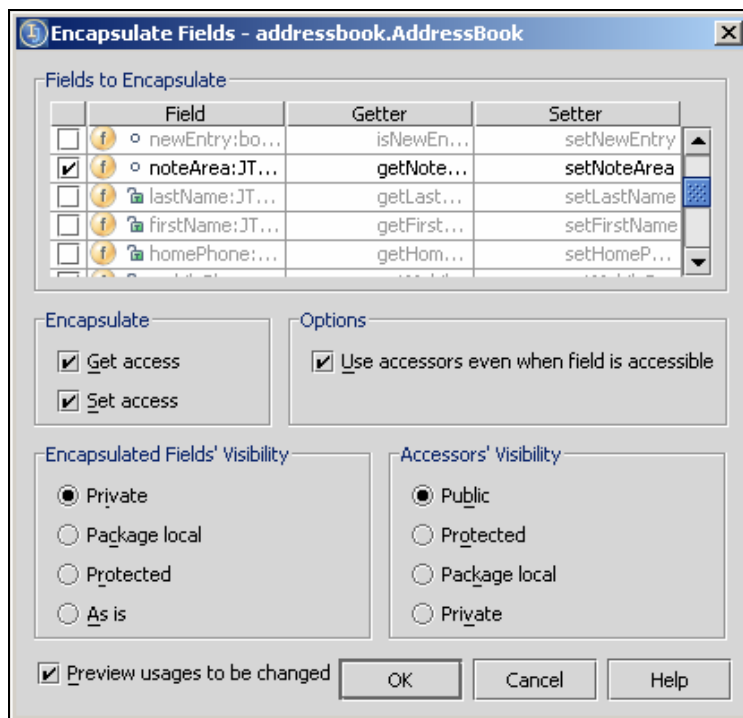 Encapsulate Fields - addressbook.AddressBook
Fields to Encapsulate
Field Getter Setter
newEntry:bo... isNewEn... setNewEntry
noteArea:JT... getNote... setNoteArea
lastName:JT... getLast... setLastName
firstName:JT... getFirst... setFirstName
homePhone:... getHom... setHomeP...
Encapsulate Options
Get access Use accessors even when field is accessible
Set access
Encapsulated Fields' Visibility Accessors' Visibility
Private Public
Package local Protected
Protected Package local
As is Private
Preview usages to be changed OK Cancel Help